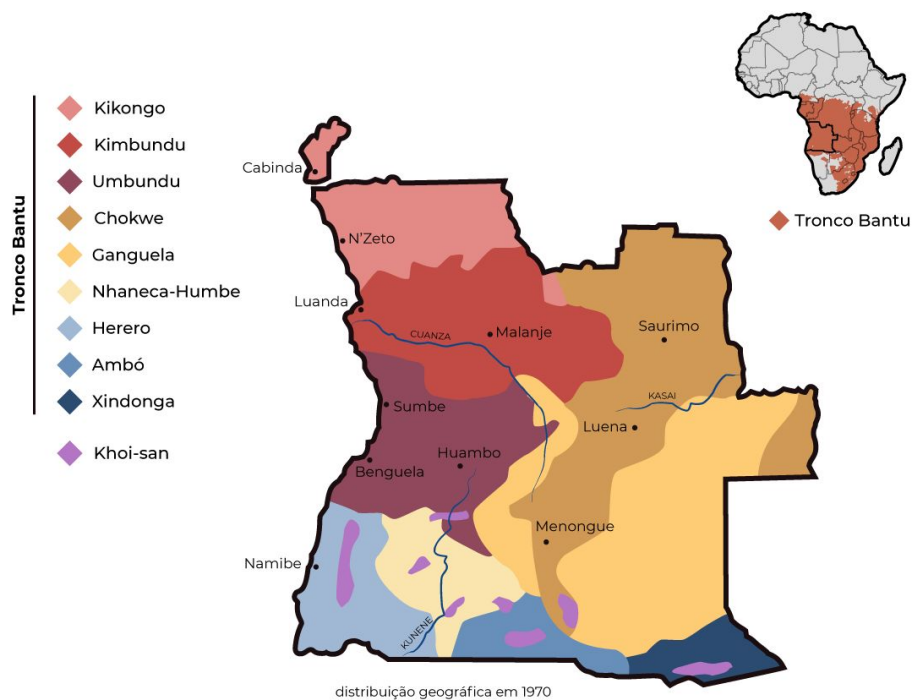 Tronco Bantu
Kikongo
Kimbundu
Umbundu
Chokwe
Ganguela
Nhaneca-Humbe
Herero
Ambó
Xindonga
Khoi-san
Tronco Bantu
Cabinda
N'Zeto
Luanda
CUANZA
Malanje
Saurimo
KASAI
Sumbe
Luena
Huambo
Benguela
Menongue
Namibe
KUNENE
distribuição geográfica em 1970